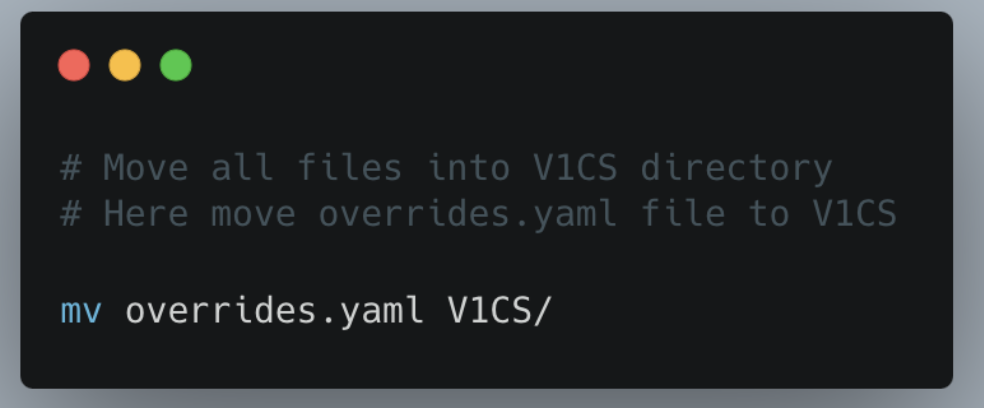 # Move all files into V1CS directory
# Here move overrides.yaml file to V1CS
mv overrides.yaml V1CS/